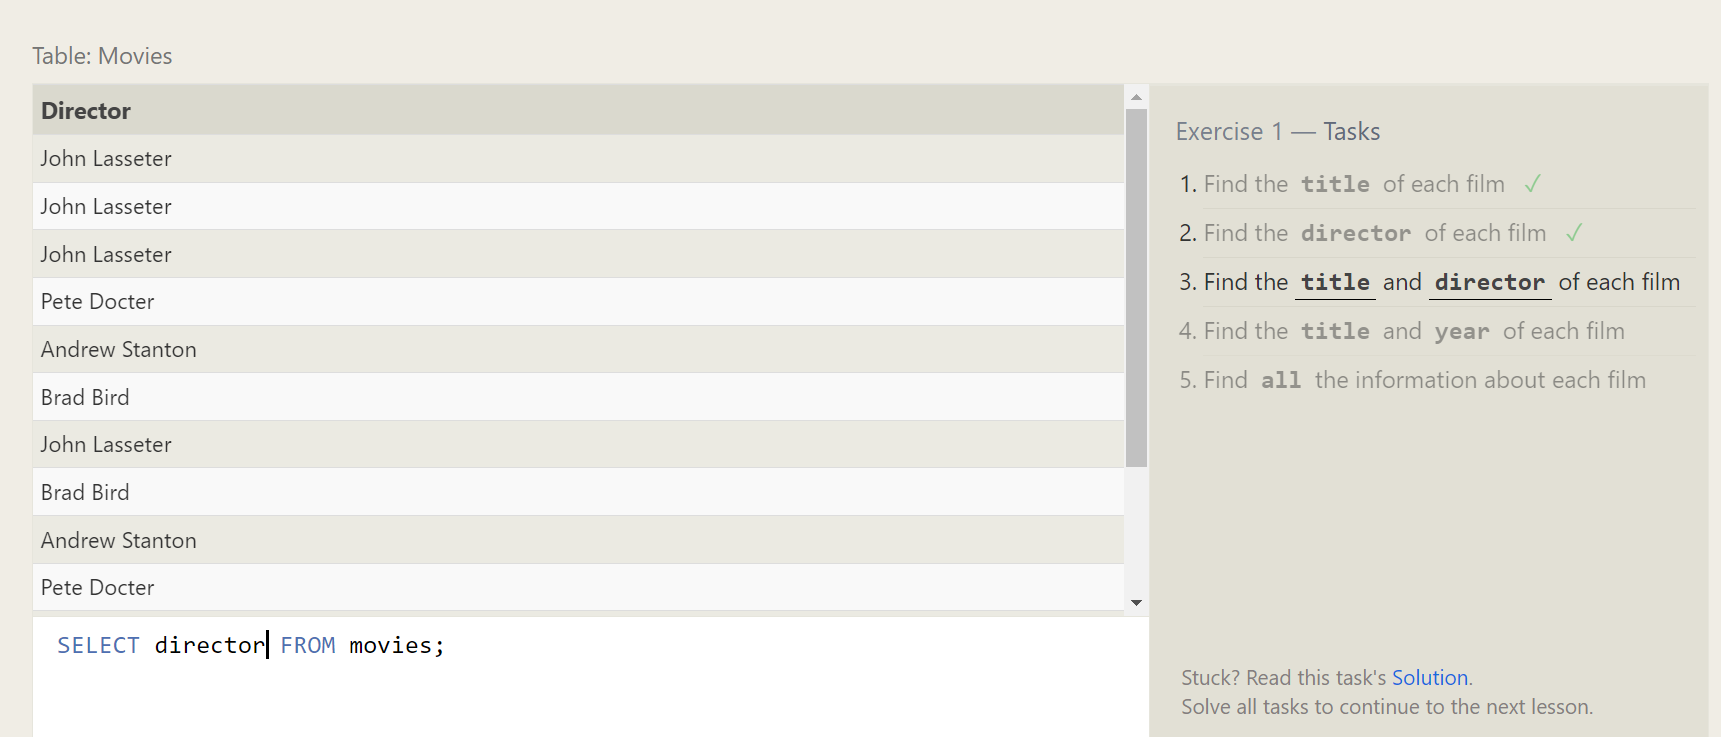 Table: Movies
Director
John Lasseter
John Lasseter
John Lasseter
Pete Docter
Andrew Stanton
Brad Bird
John Lasseter
Brad Bird
Andrew Stanton
Pete Docter
SELECT director FROM movies;
Exercise 1 — Tasks
1. Find the title of each film ✓
2. Find the director of each film ✓
3. Find the title and director of each film
4. Find the title and year of each film
5. Find all the information about each film
Stuck? Read this task's Solution.
Solve all tasks to continue to the next lesson.